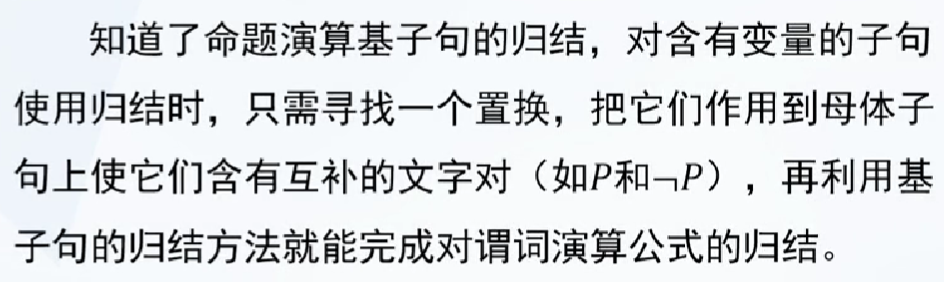 知道了命题演算基子句的归结，对含有变量的子句
使用归结时，只需寻找一个置换，把它们作用到母体子
句上使它们含有互补的文字对（如P和¬P），再利用基
子句的归结方法就能完成对谓词演算公式的归结。